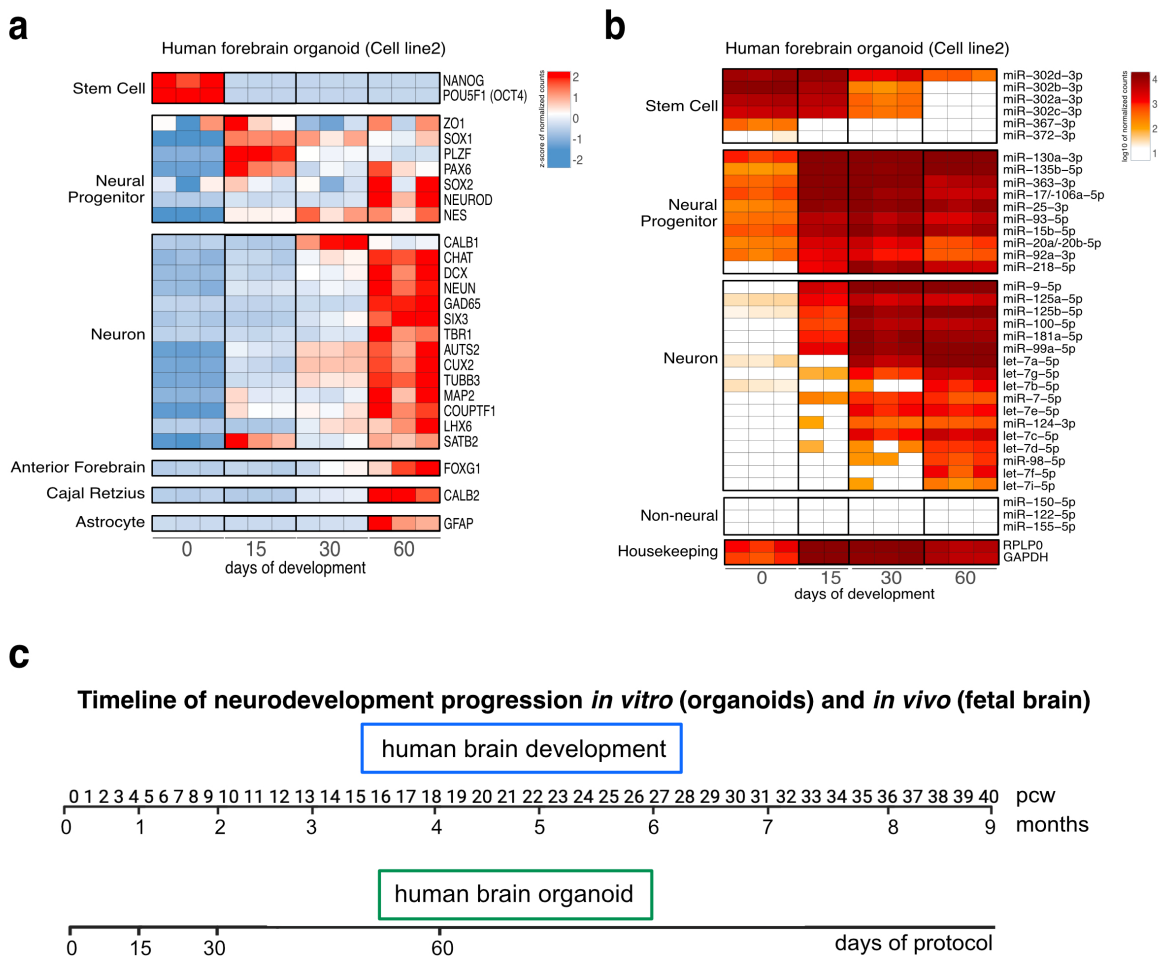 a
Human forebrain organoid (Cell line2)
Stem Cell
NANOG
POU5F1 (OCT4)
Neural
Progenitor
ZO1
SOX1
PLZF
PAX6
SOX2
NEUROD
NES
Neuron
CALB1
CHAT
DCX
NEUN
GAD65
SIX3
TBR1
AUTS2
CUX2
TUBB3
MAP2
COUPTF1
LHX6
SATB2
Anterior Forebrain
FOXG1
Cajal Retzius
CALB2
Astrocyte
GFAP
0 15 30 60
days of development
z-score of normalized counts
2
1
0
-1
-2
b
Human forebrain organoid (Cell line2)
Stem Cell
miR−302d−3p
miR−302b−3p
miR−302a−3p
miR−302c−3p
miR−367−3p
miR−372−3p
Neural
Progenitor
miR−130a−3p
miR−135b−5p
miR−363−3p
miR−17/-106a−5p
miR−25−3p
miR−93−5p
miR−15b−5p
miR−20a/-20b-5p
miR−92a−3p
miR−218−5p
Neuron
miR−9−5p
miR−125a−5p
miR−125b−5p
miR−100−5p
miR−181a−5p
miR−99a−5p
let−7a−5p
let−7g−5p
let−7b−5p
miR−7−5p
let−7e−5p
miR−124−3p
let−7c−5p
let−7d−5p
miR−98−5p
let−7f−5p
let−7i−5p
Non−neural
miR−150−5p
miR−122−5p
miR−155−5p
Housekeeping
RPLP0
GAPDH
0 15 30 60
days of development
log10 of normalized counts
4
3
2
1
c
Timeline of neurodevelopment progression in vitro (organoids) and in vivo (fetal brain)
human brain development
0 1 2 3 4 5 6 7 8 9 10 11 12 13 14 15 16 17 18 19 20 21 22 23 24 25 26 27 28 29 30 31 32 33 34 35 36 37 38 39 40 pcw
0 1 2 3 4 5 6 7 8 9 months
human brain organoid
0 15 30 60 days of protocol